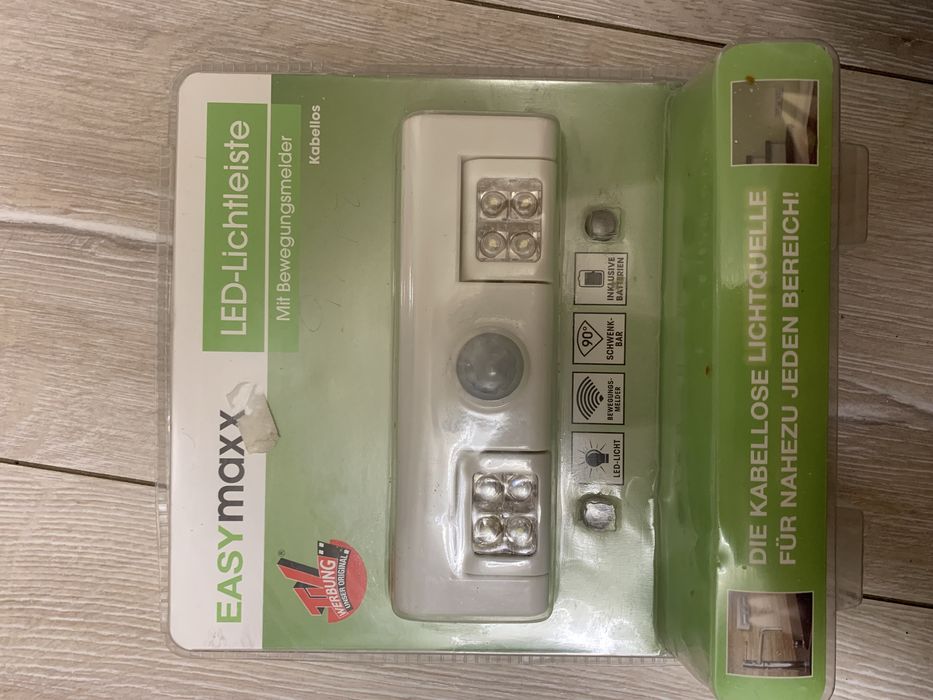 EASYmaxx
LED-Lichtleiste
Mit Bewegungsmelder
Kabellos
TV
WERBUNG
UNSER ORIGINAL
®
LED-LICHT
BEWEGUNGS-
MELDER
90°
SCHWENK-
BAR
INKLUSIVE
BATTERIEN
DIE KABELLOSE LICHTQUELLE
FÜR NAHEZU JEDEN BEREICH!